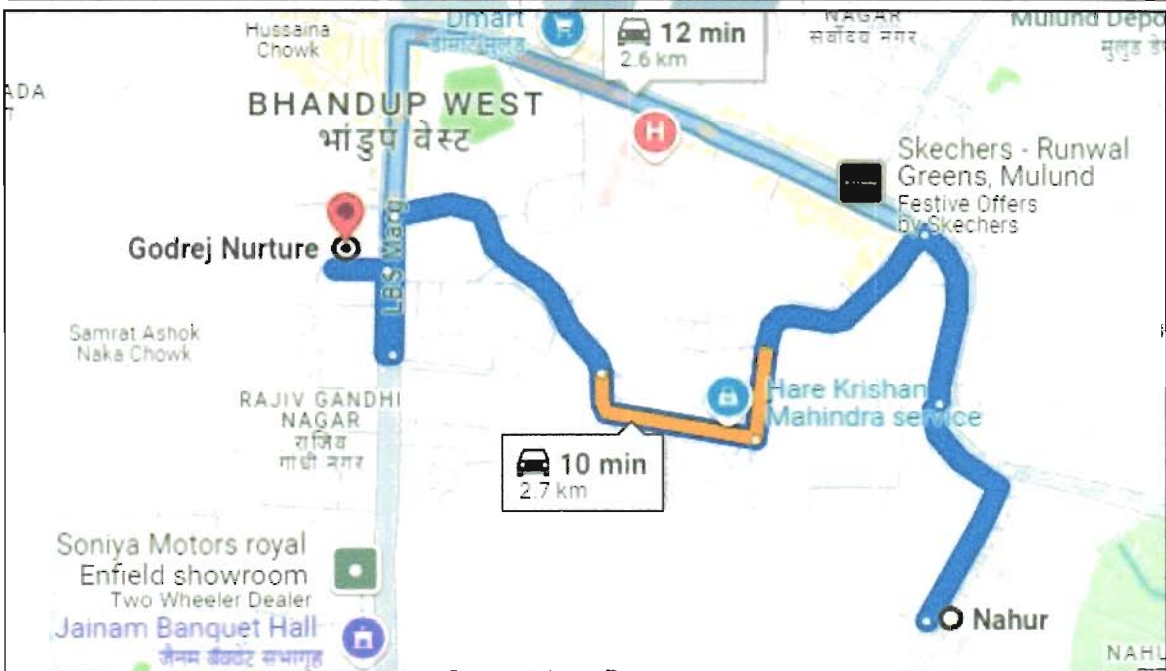 Dmart
डीमार्ट मुलुंड
12 min
2.6 km
NAGAR
सर्वोदय नगर
Mulund Depo
मुलुंड डे
Hussaina
Chowk
ADA
BHANDUP WEST
भांडुप वेस्ट
H
Skechers - Runwal
Greens, Mulund
Festive Offers
by Skechers
Godrej Nurture
LBS Marg
Samrat Ashok
Naka Chowk
RAJIV GANDHI
NAGAR
राजिव
गांधी नगर
Hare Krishan
Mahindra service
10 min
2.7 km
Soniya Motors royal
Enfield showroom
Two Wheeler Dealer
Jainam Banquet Hall
जैनम बैंक्वेट सभागृह
Nahur
NAHU